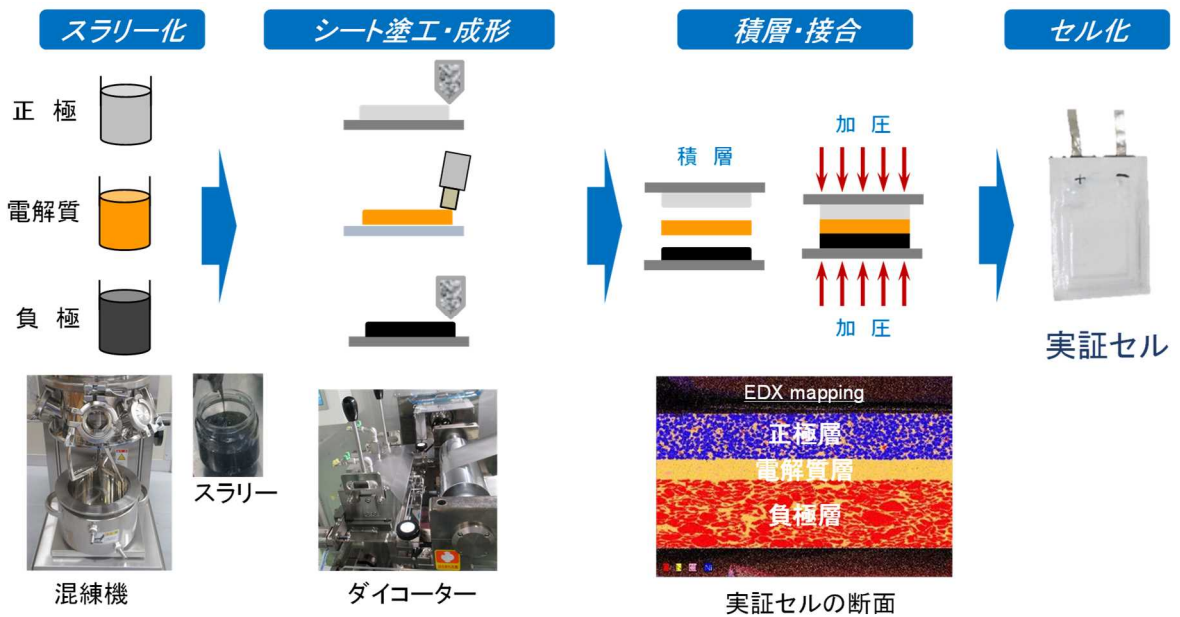 スラリー化
シート塗工・成形
積層・接合
セル化
正 極
電解質
負 極
積 層
加 圧
加 圧
実証セル
+ -
EDX mapping
正極層
電解質層
負極層
スラリー
混練機
ダイコーター
実証セルの断面